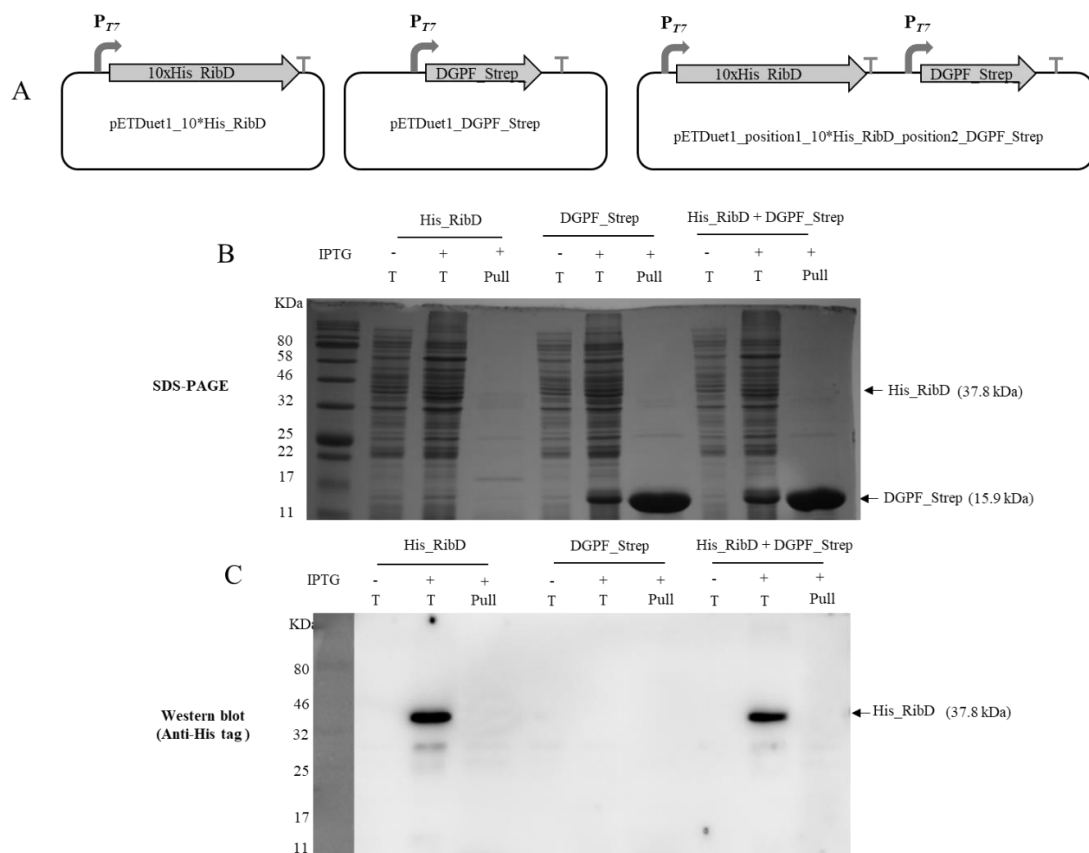 A
P_T7
P_T7
P_T7
P_T7
10xHis_RibD
DGPF_Strep
10xHis_RibD
DGPF_Strep
pETDuet1_10*His_RibD
pETDuet1_DGPF_Strep
pETDuet1_position1_10*His_RibD_position2_DGPF_Strep
B
His_RibD
DGPF_Strep
His_RibD + DGPF_Strep
IPTG - + + - + + - + +
T T Pull T T Pull T T Pull
KDa
80
58
46
32
25
22
17
11
SDS-PAGE
His_RibD (37.8 kDa)
DGPF_Strep (15.9 kDa)
C
His_RibD
DGPF_Strep
His_RibD + DGPF_Strep
IPTG - + + - + + - + +
T T Pull T T Pull T T Pull
KDa
80
46
32
25
17
11
Western blot
(Anti-His tag)
His_RibD (37.8 kDa)